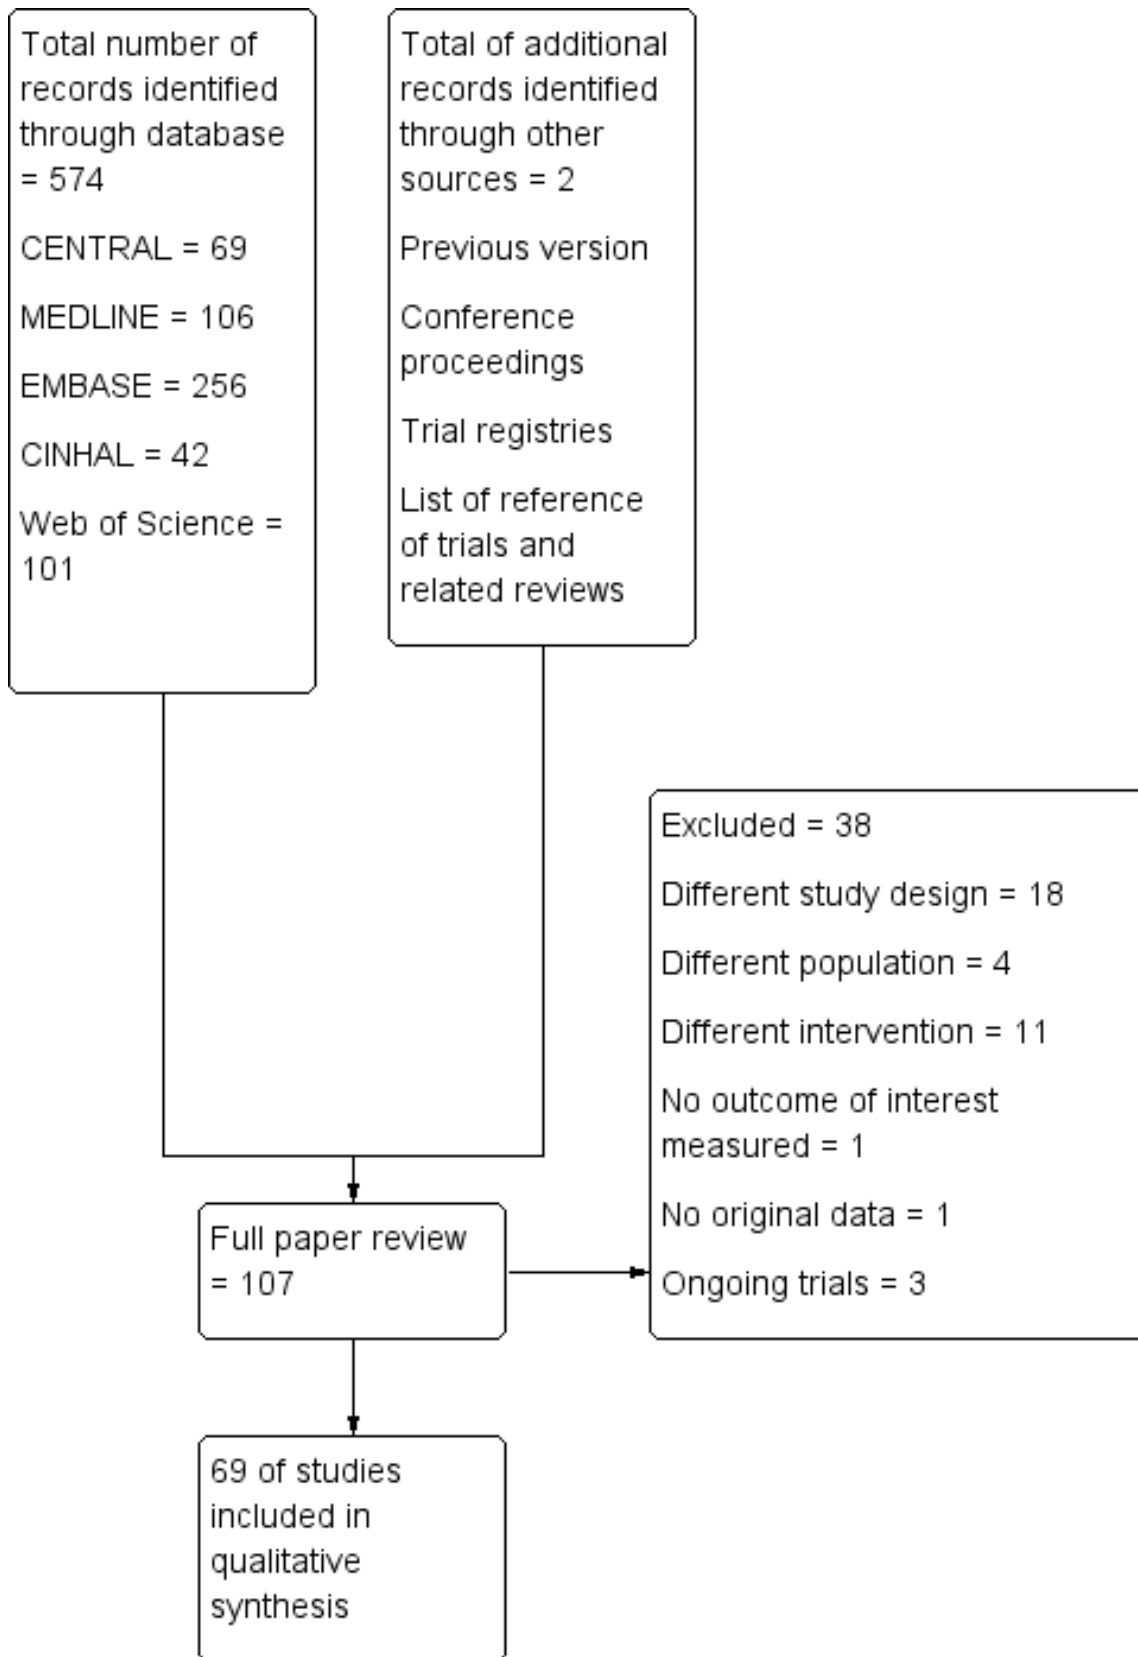 Total number of
records identified
through database
= 574
CENTRAL = 69
MEDLINE = 106
EMBASE = 256
CINHAL = 42
Web of Science =
101
Total of additional
records identified
through other
sources = 2
Previous version
Conference
proceedings
Trial registries
List of reference
of trials and
related reviews
Excluded = 38
Different study design = 18
Different population = 4
Different intervention = 11
No outcome of interest
measured = 1
No original data = 1
Ongoing trials = 3
Full paper review
= 107
69 of studies
included in
qualitative
synthesis